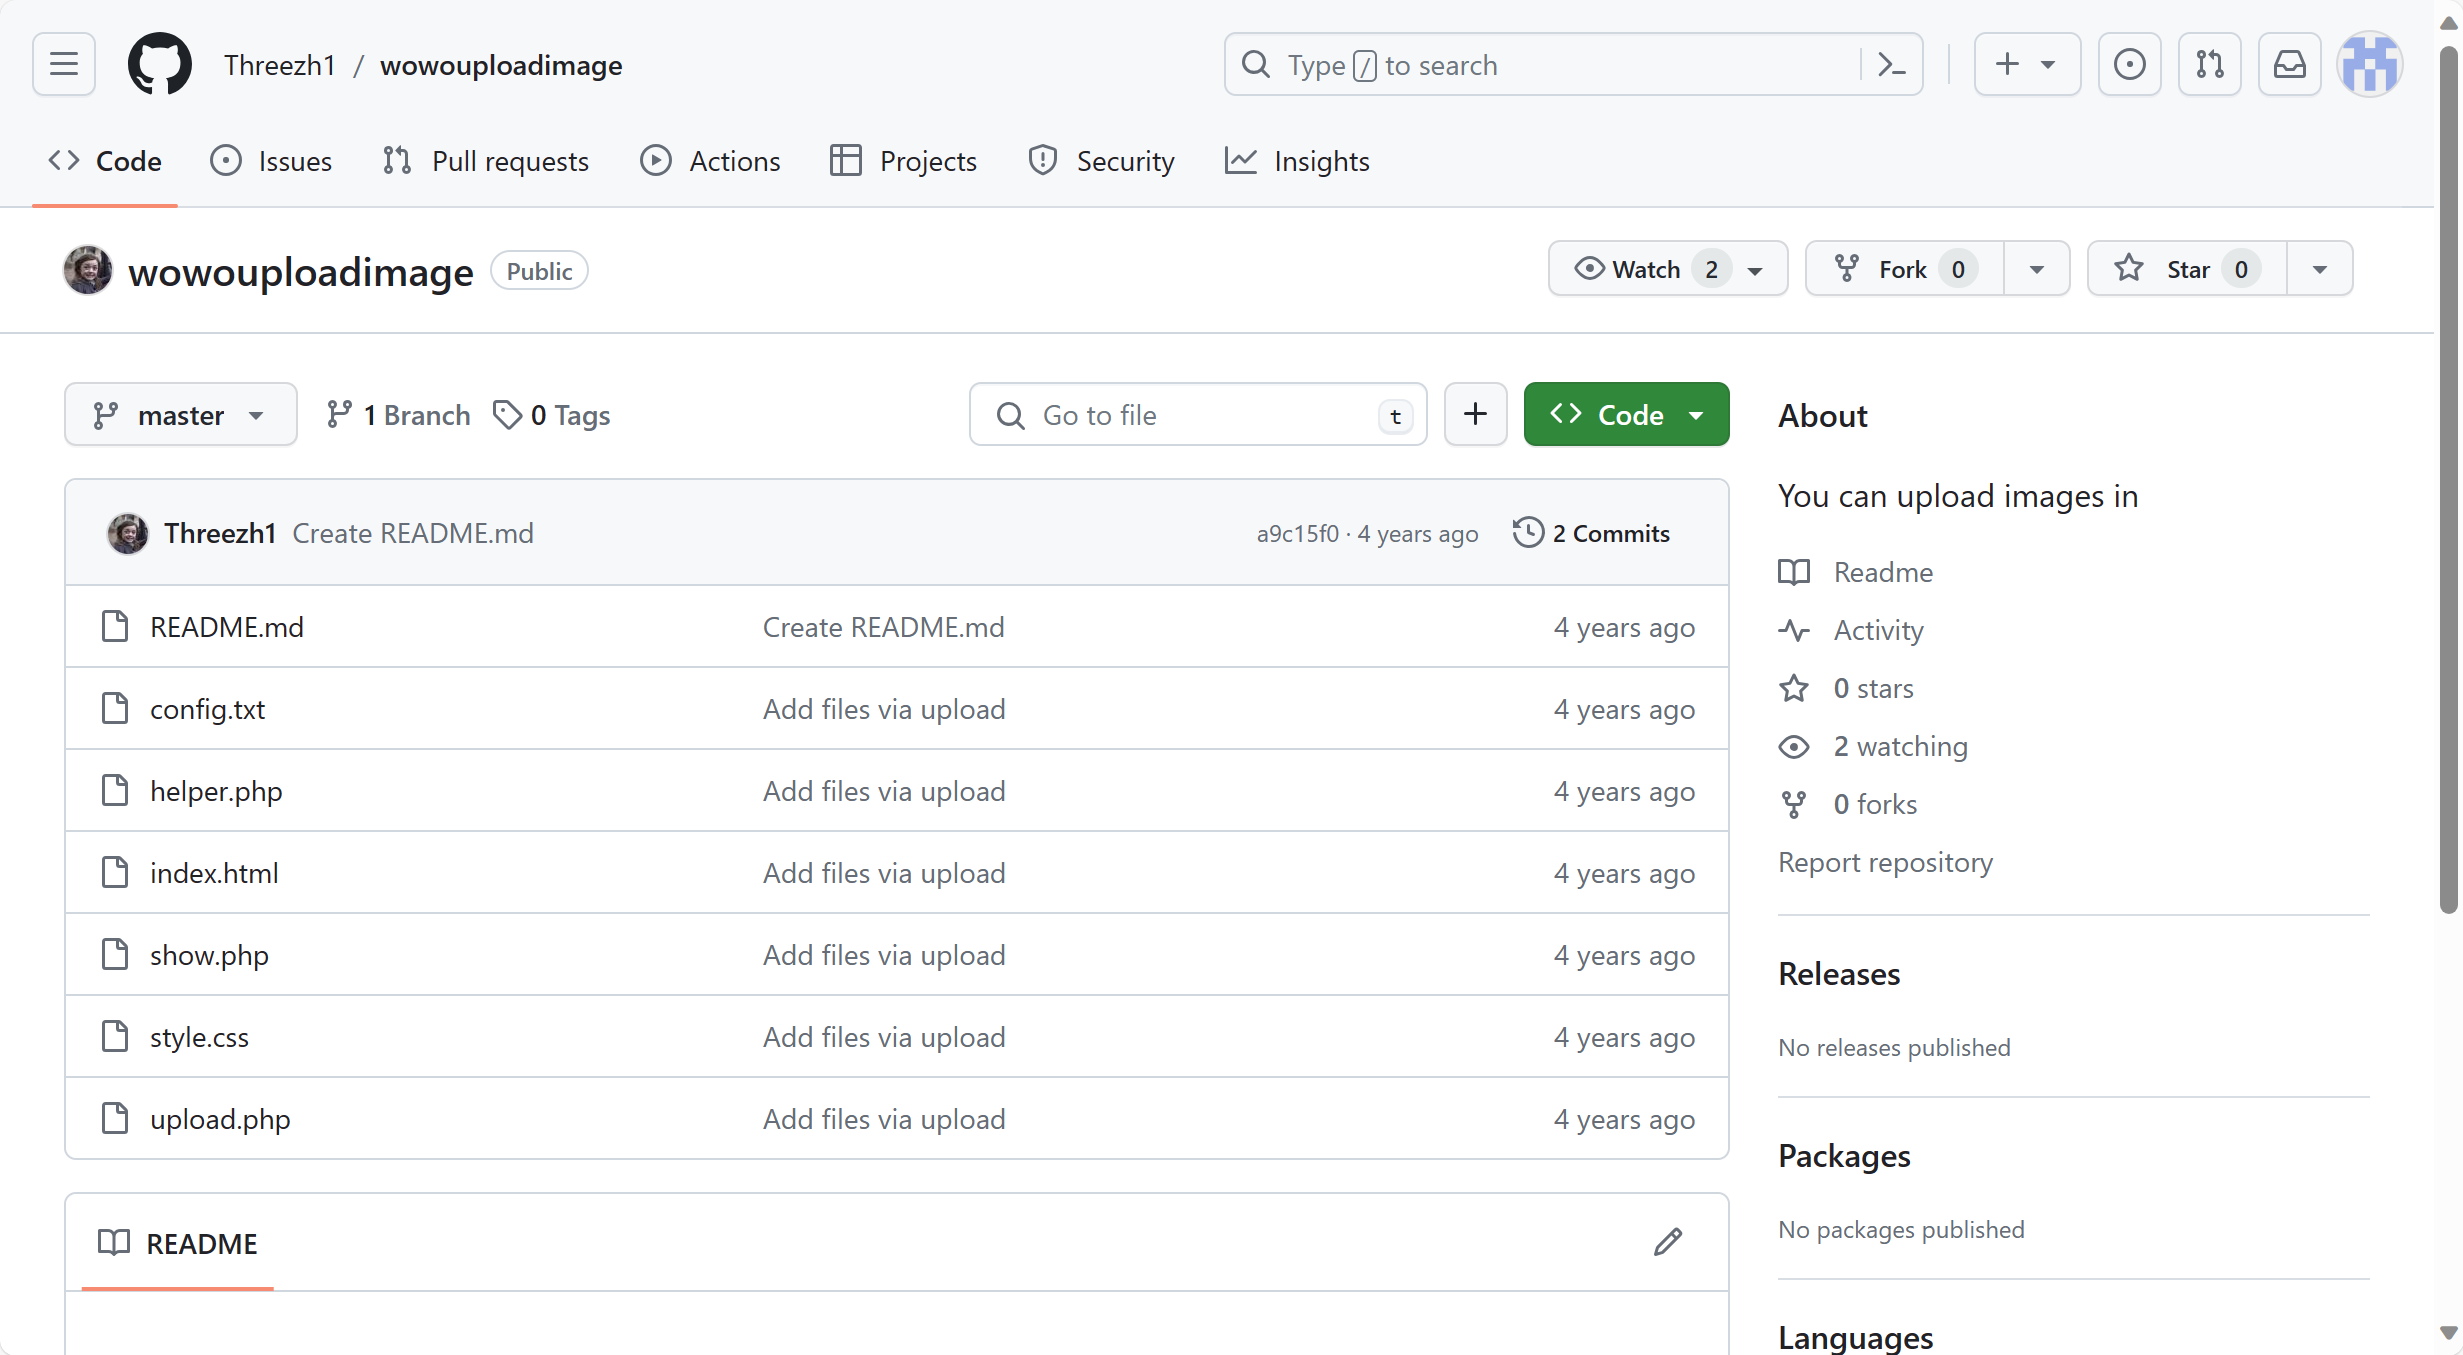 Threezh1 / wowouploadimage
Type / to search
Code Issues Pull requests Actions Projects Security Insights
wowouploadimage Public
Watch 2 Fork 0 Star 0
master 1 Branch 0 Tags
Go to file t
Code
Threezh1 Create README.md a9c15f0 · 4 years ago 2 Commits
README.md Create README.md 4 years ago
config.txt Add files via upload 4 years ago
helper.php Add files via upload 4 years ago
index.html Add files via upload 4 years ago
show.php Add files via upload 4 years ago
style.css Add files via upload 4 years ago
upload.php Add files via upload 4 years ago
README
About
You can upload images in
Readme
Activity
0 stars
2 watching
0 forks
Report repository
Releases
No releases published
Packages
No packages published
Languages